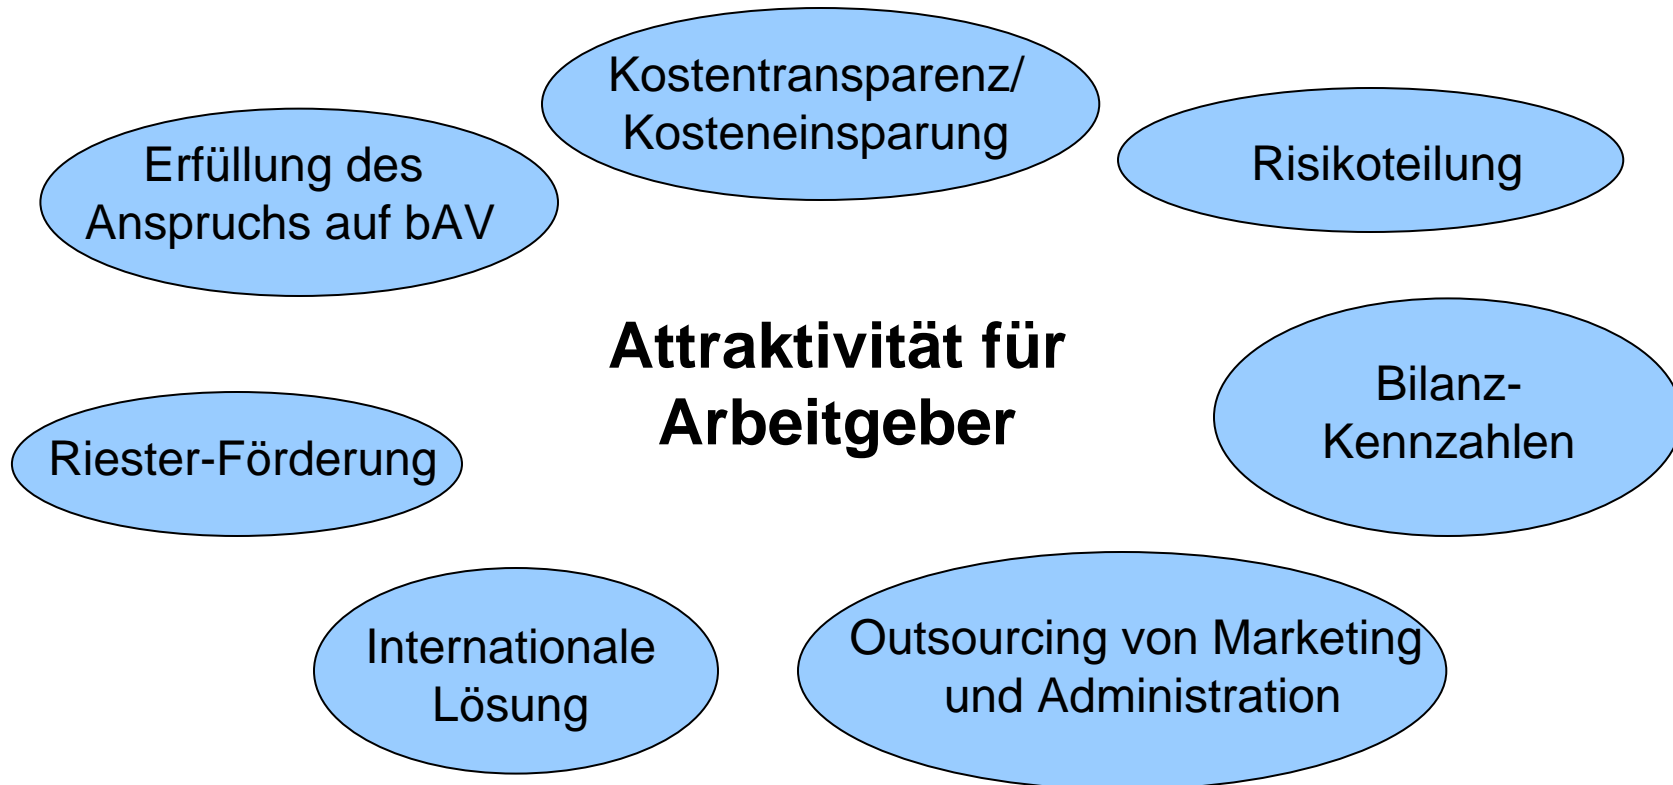 Kostentransparenz/
Kosteneinsparung
Erfüllung des
Anspruchs auf bAV
Risikoteilung
Attraktivität für
Arbeitgeber
Bilanz-
Kennzahlen
Riester-Förderung
Internationale
Lösung
Outsourcing von Marketing
und Administration